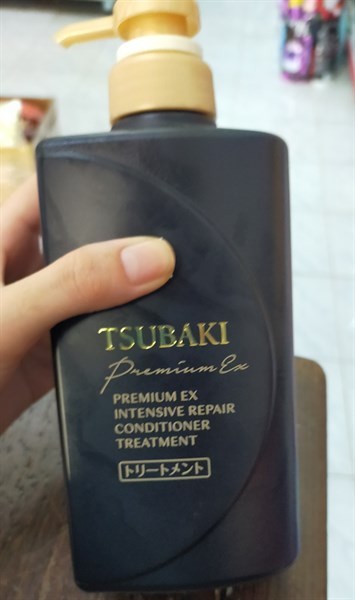 TSUBAKI
Premium Ex
PREMIUM EX
INTENSIVE REPAIR
CONDITIONER
TREATMENT
トリートメント